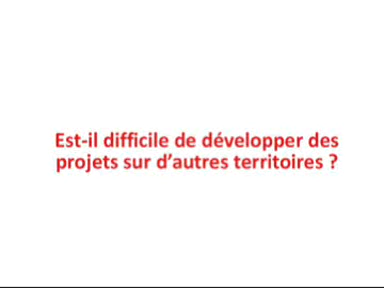 Est-il difficile de développer des
projets sur d’autres territoires ?